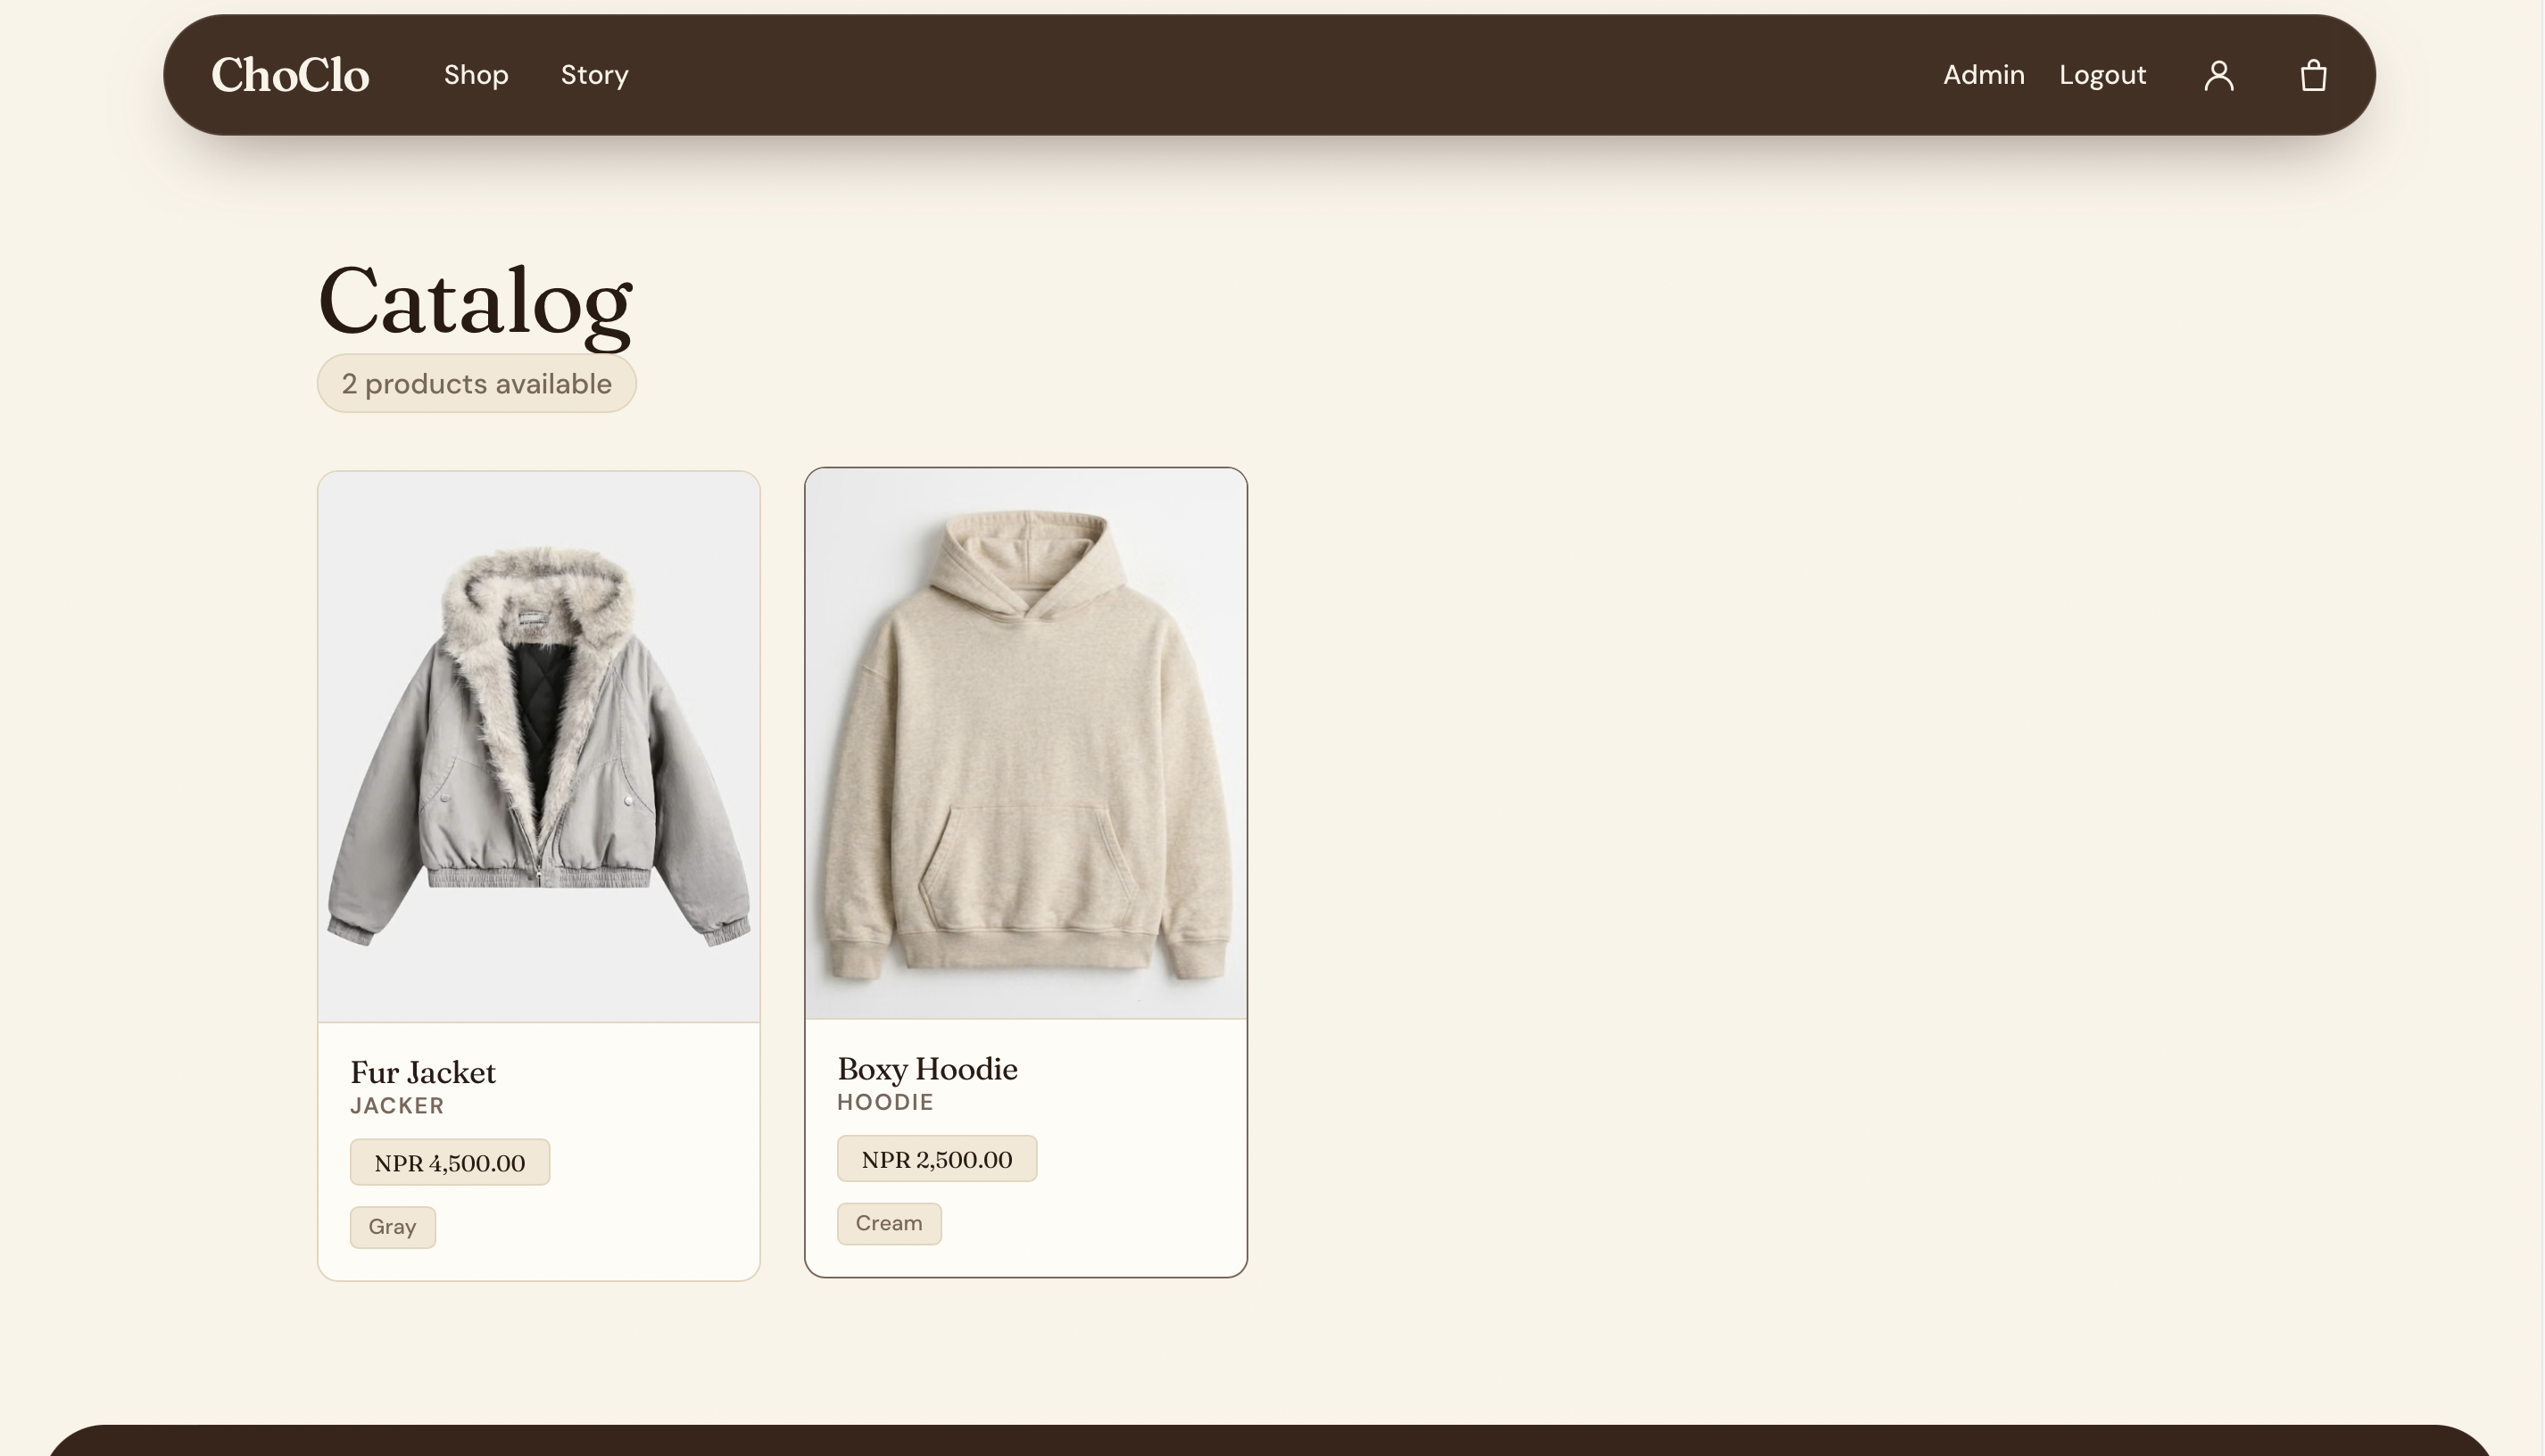 ChoClo Shop Story Admin Logout
Catalog
2 products available
Fur Jacket
JACKER
NPR 4,500.00
Gray
Boxy Hoodie
HOODIE
NPR 2,500.00
Cream